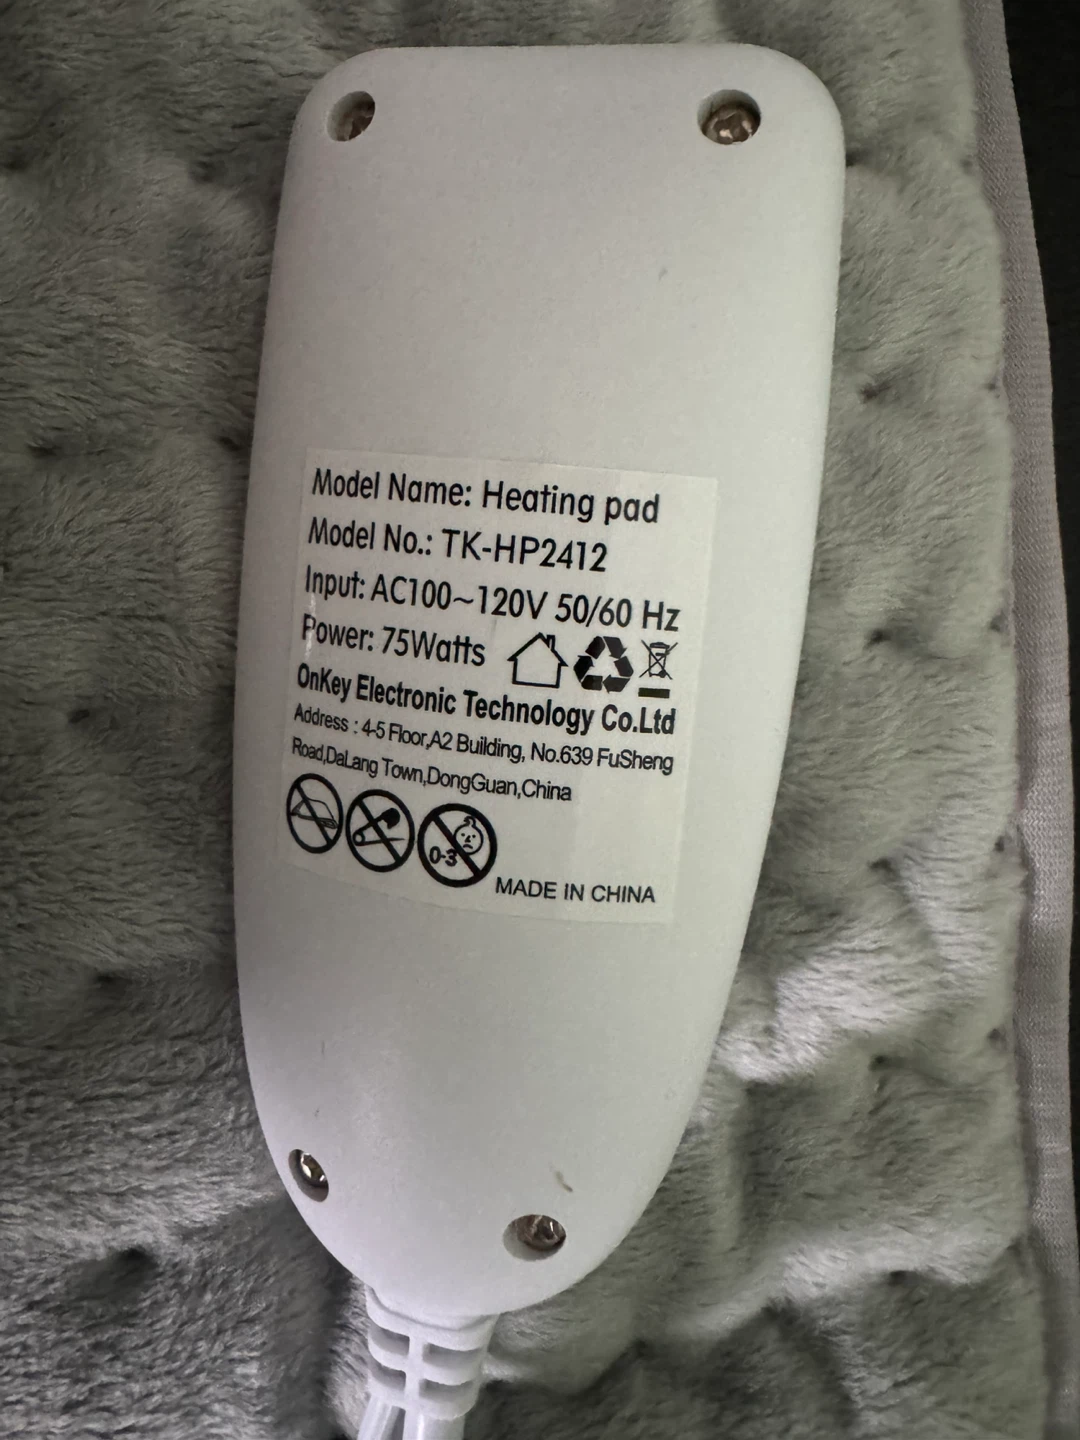 Model Name: Heating pad
Model No.: TK-HP2412
Input: AC100~120V 50/60 Hz
Power: 75Watts
OnKey Electronic Technology Co.Ltd
Address : 4-5 Floor,A2 Building, No.639 FuSheng
Road,DaLang Town,DongGuan,China
0-3
MADE IN CHINA